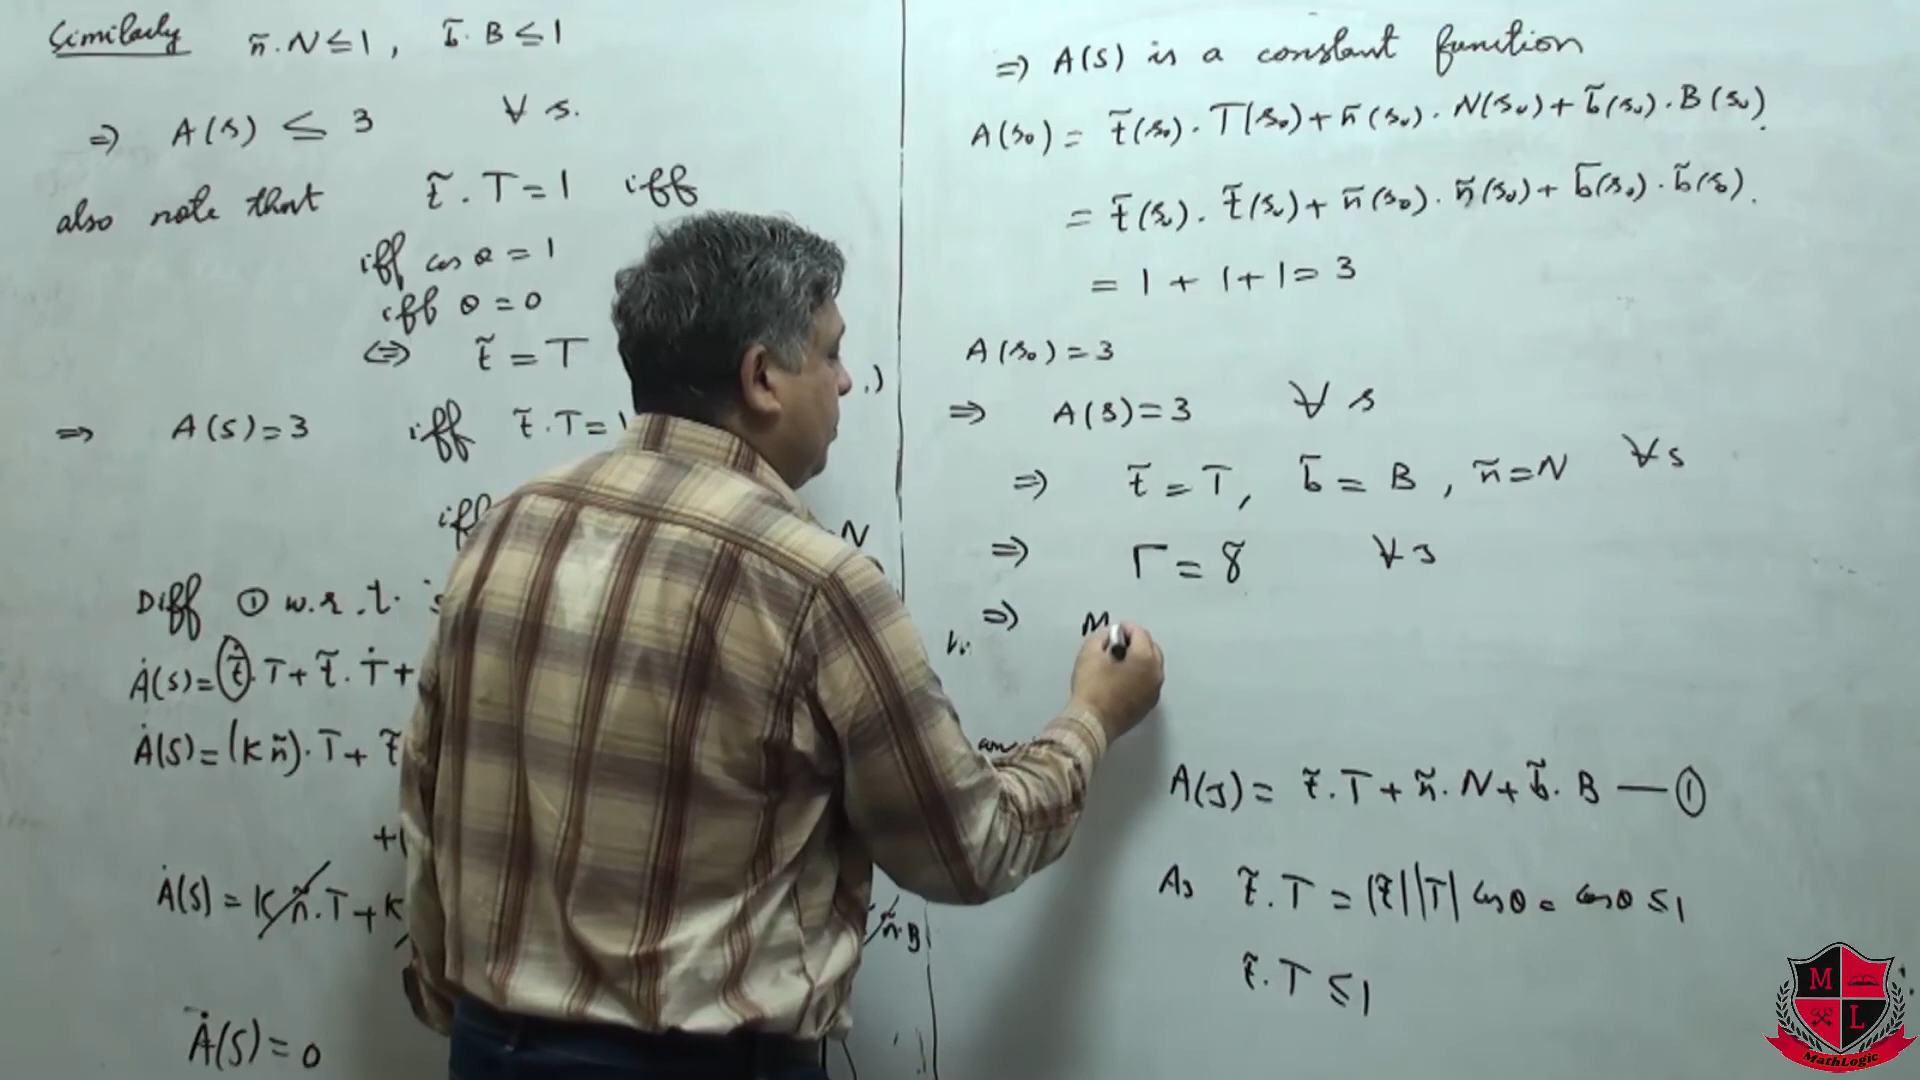 Similarly ñ.N ≤ 1, b̃.B ≤ 1
⇒ A(s) ≤ 3 ∀ s.
also note that t̃.T = 1 iff
iff cos θ = 1
iff θ = 0
⇔ t̃ = T
⇒ A(s) = 3 iff t̃.T = 1
iff N
Diff ① w.r.t. s
Ȧ(s) = t̃̇.T + t̃.Ṫ +
Ȧ(s) = (K ñ).T + t̃
Ȧ(s) = K ñ.T + K ñ.B
Ȧ(s) = 0
⇒ A(s) is a constant function
A(s₀) = t̃(s₀).T(s₀) + ñ(s₀).N(s₀) + b̃(s₀).B(s₀).
= t̃(s₀).t̃(s₀) + ñ(s₀).ñ(s₀) + b̃(s₀).b̃(s₀).
= 1 + 1 + 1 = 3
A(s₀) = 3
⇒ A(s) = 3 ∀ s
⇒ t̃ = T, b̃ = B, ñ = N ∀ s
⇒ Γ = γ̃ ∀ s
⇒ M
A(s) = t̃.T + ñ.N + b̃.B — ①
As t̃.T = |t̃||T| cos θ = cos θ ≤ 1
t̃.T ≤ 1
M L
MathLogic